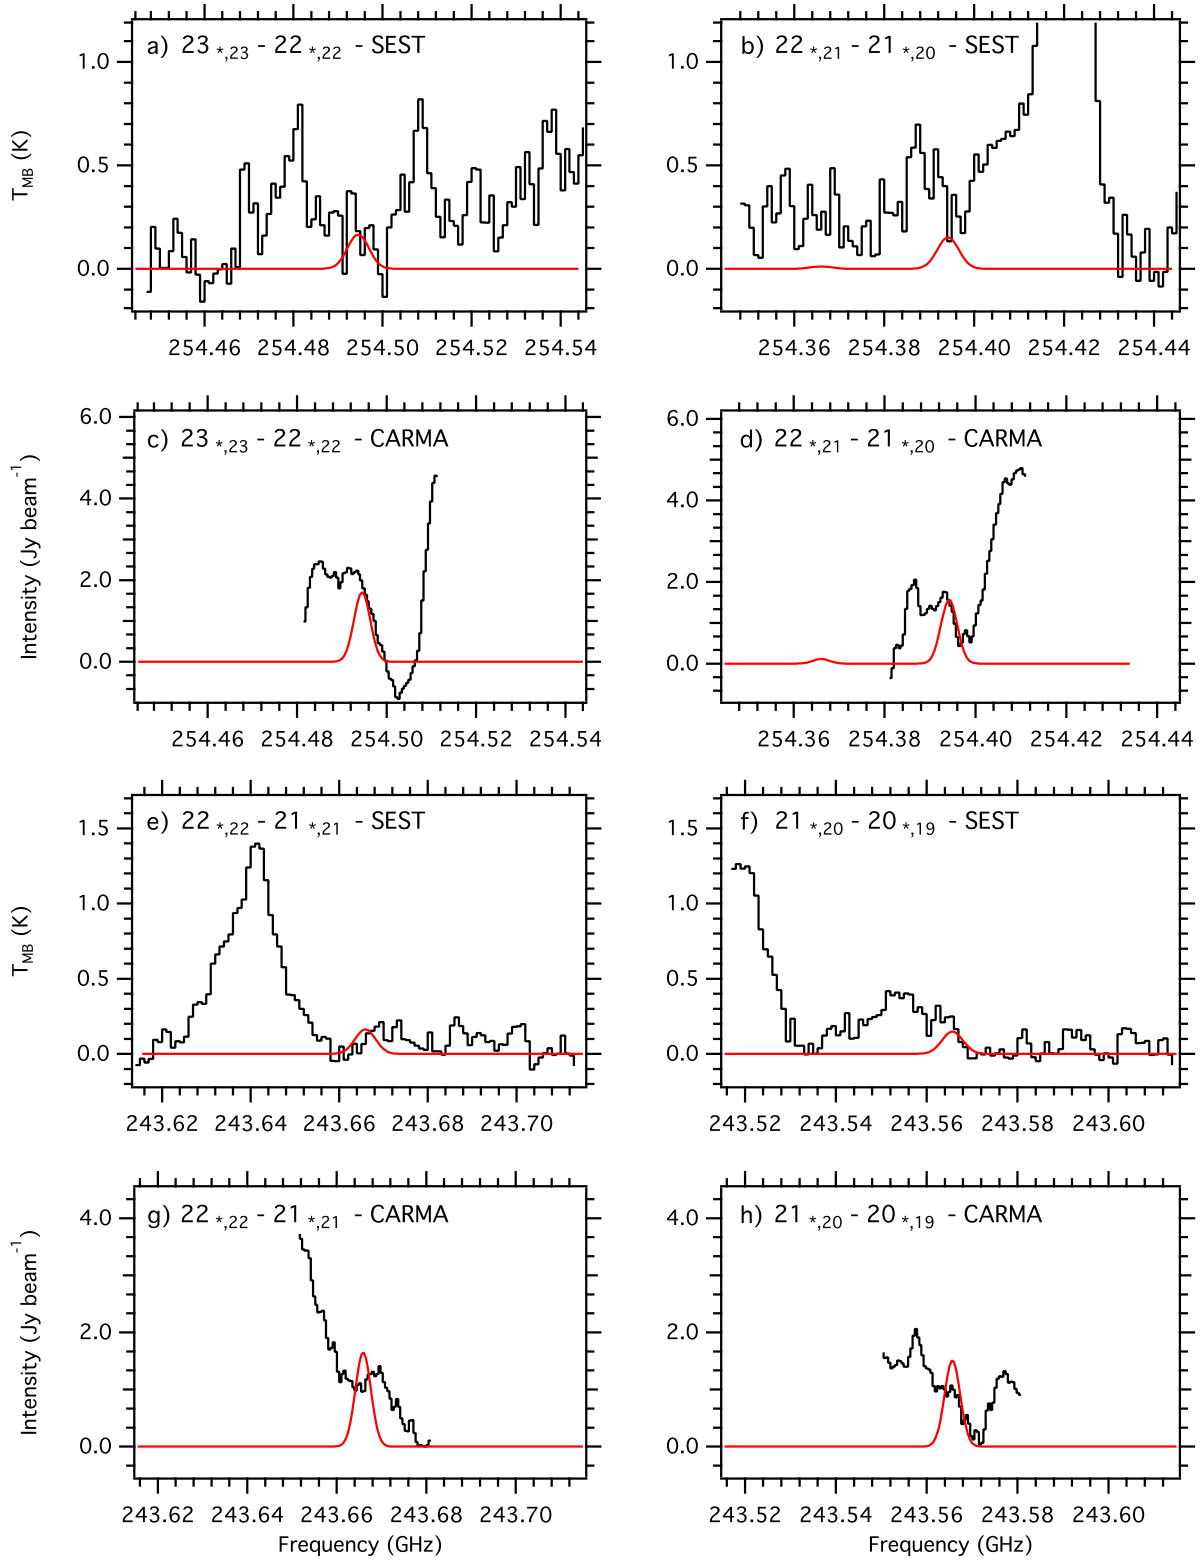 a) 23 *,23 - 22 *,22 - SEST
1.0
0.5
0.0
T MB (K)
254.46 254.48 254.50 254.52 254.54
b) 22 *,21 - 21 *,20 - SEST
1.0
0.5
0.0
254.36 254.38 254.40 254.42 254.44
c) 23 *,23 - 22 *,22 - CARMA
6.0
4.0
2.0
0.0
Intensity (Jy beam-1)
254.46 254.48 254.50 254.52 254.54
d) 22 *,21 - 21 *,20 - CARMA
6.0
4.0
2.0
0.0
254.36 254.38 254.40 254.42 254.44
e) 22 *,22 - 21 *,21 - SEST
1.5
1.0
0.5
0.0
T MB (K)
243.62 243.64 243.66 243.68 243.70
f) 21 *,20 - 20 *,19 - SEST
1.5
1.0
0.5
0.0
243.52 243.54 243.56 243.58 243.60
g) 22 *,22 - 21 *,21 - CARMA
4.0
2.0
0.0
Intensity (Jy beam-1)
243.62 243.64 243.66 243.68 243.70
Frequency (GHz)
h) 21 *,20 - 20 *,19 - CARMA
4.0
2.0
0.0
243.52 243.54 243.56 243.58 243.60
Frequency (GHz)